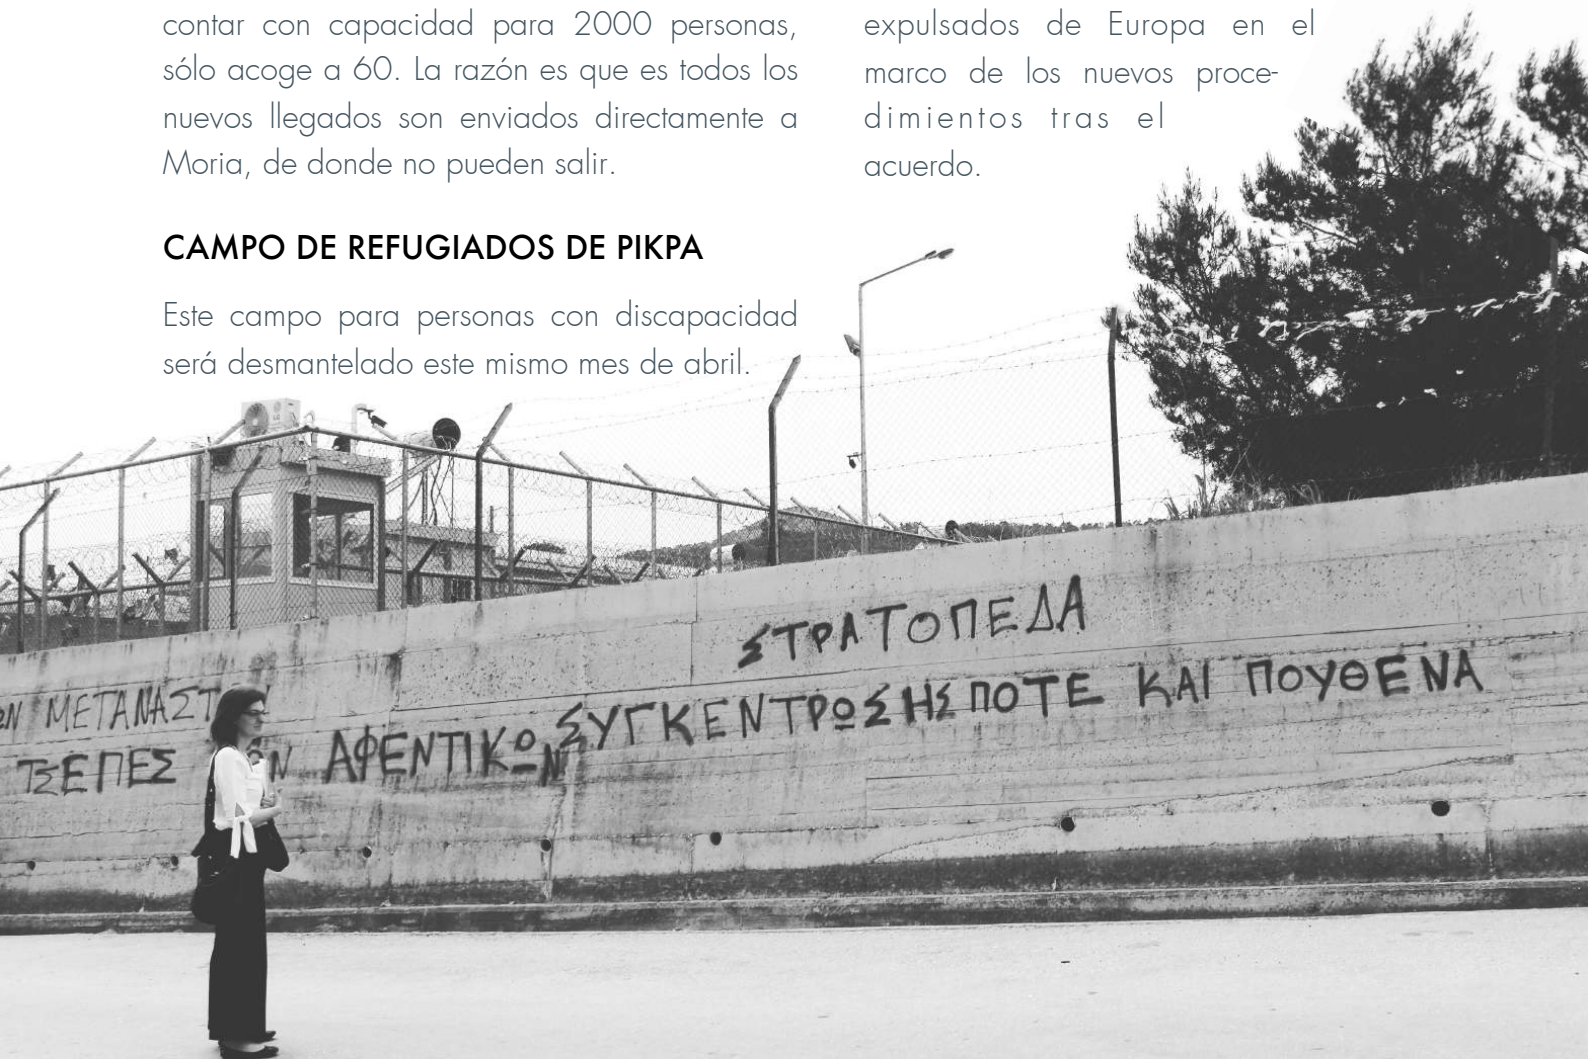 contar con capacidad para 2000 personas,
sólo acoge a 60. La razón es que es todos los
nuevos llegados son enviados directamente a
Moria, de donde no pueden salir.
CAMPO DE REFUGIADOS DE PIKPA
Este campo para personas con discapacidad
será desmantelado este mismo mes de abril.
expulsados de Europa en el
marco de los nuevos proce-
dimientos tras el
acuerdo.
ΣΤΡΑΤΟΠΕΔΑ
ΣΥΓΚΕΝΤΡΩΣΗΣ ΠΟΤΕ ΚΑΙ ΠΟΥΘΕΝΑ
ΤΣΕΠΕΣ ΑΦΕΝΤΙΚΩΝ